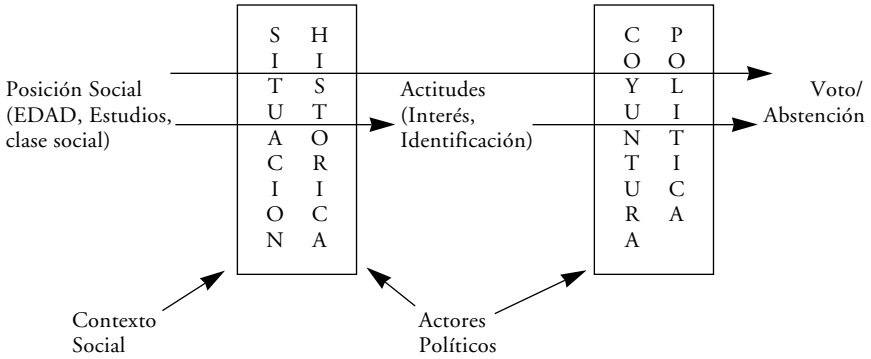 SITUACION
HISTORICA
COYUNTURA
POLITICA
Posición Social
(EDAD, Estudios,
clase social)
Actitudes
(Interés,
Identificación)
Voto/
Abstención
Contexto
Social
Actores
Políticos